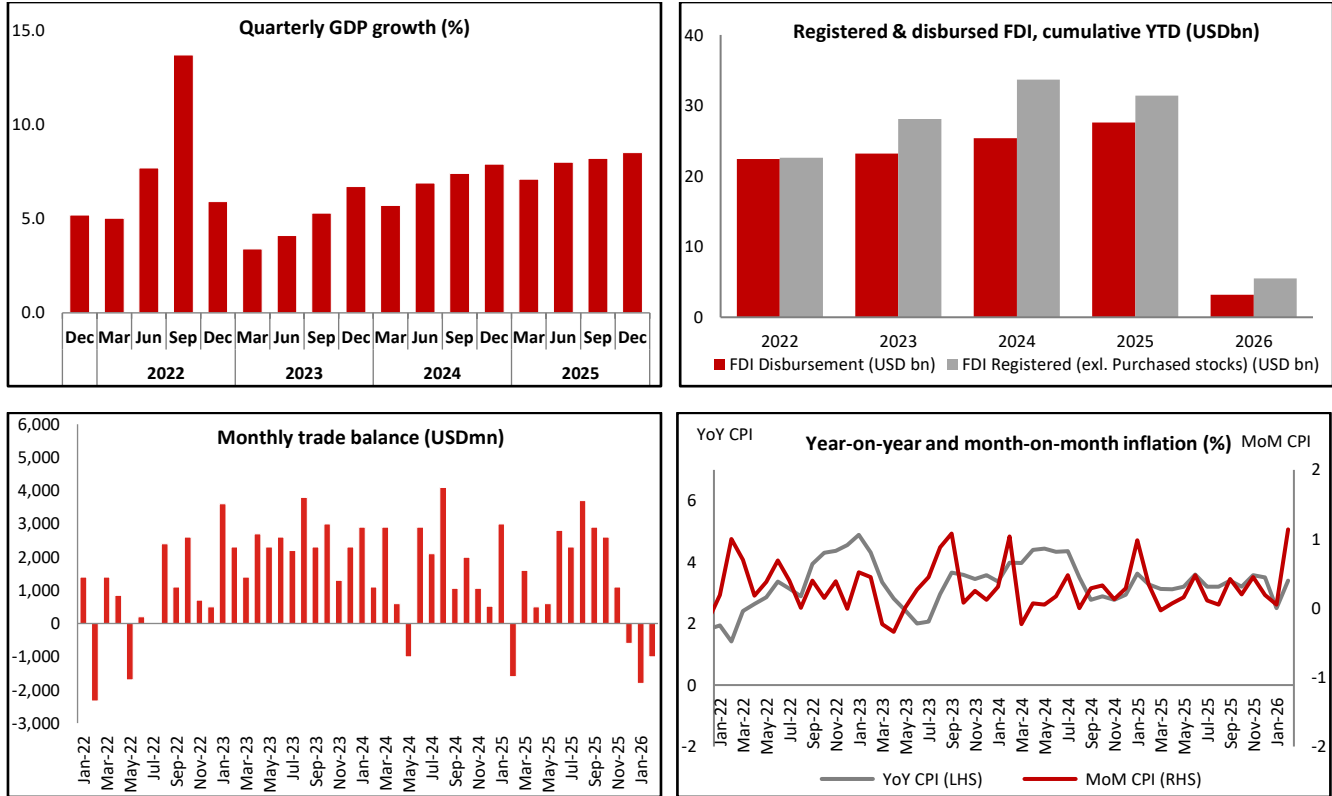 Quarterly GDP growth (%)
15.0
10.0
5.0
0.0
Dec Mar Jun Sep Dec Mar Jun Sep Dec Mar Jun Sep Dec Mar Jun Sep Dec
2022 2023 2024 2025
Registered & disbursed FDI, cumulative YTD (USDbn)
40
30
20
10
0
2022 2023 2024 2025 2026
FDI Disbursement (USD bn) FDI Registered (exl. Purchased stocks) (USD bn)
Monthly trade balance (USDmn)
6,000
5,000
4,000
3,000
2,000
1,000
0
-1,000
-2,000
-3,000
Jan-22 Mar-22 May-22 Jul-22 Sep-22 Nov-22 Jan-23 Mar-23 May-23 Jul-23 Sep-23 Nov-23 Jan-24 Mar-24 May-24 Jul-24 Sep-24 Nov-24 Jan-25 Mar-25 May-25 Jul-25 Sep-25 Nov-25 Jan-26
YoY CPI Year-on-year and month-on-month inflation (%) MoM CPI
6
4
2
0
-2
2
1
0
-1
-2
Jan-22 Mar-22 May-22 Jul-22 Sep-22 Nov-22 Jan-23 Mar-23 May-23 Jul-23 Sep-23 Nov-23 Jan-24 Mar-24 May-24 Jul-24 Sep-24 Nov-24 Jan-25 Mar-25 May-25 Jul-25 Sep-25 Nov-25 Jan-26
YoY CPI (LHS) MoM CPI (RHS)